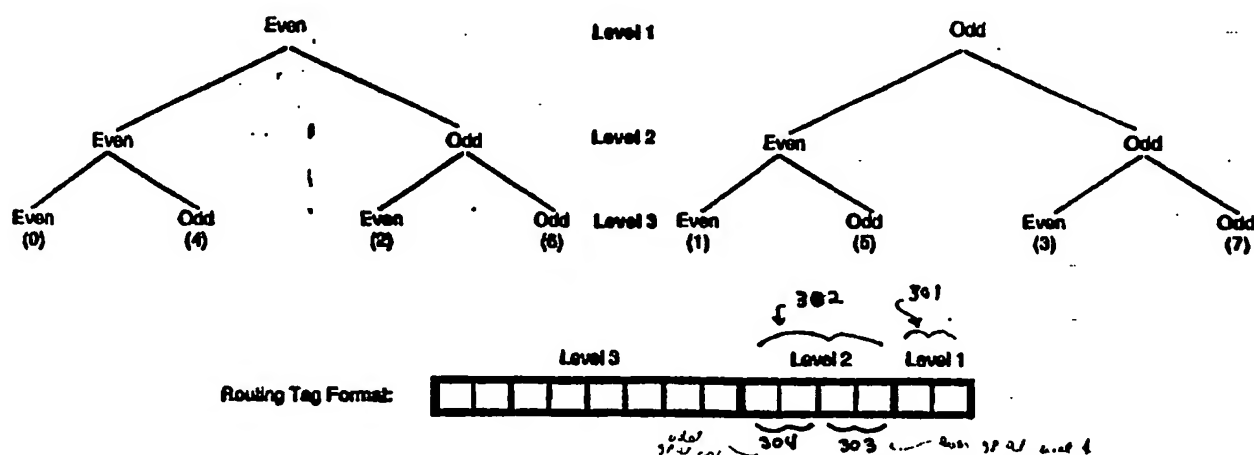 Even Level 1 Odd
Even Odd Level 2 Even Odd
Even Odd Even Odd Level 3 Even Odd Even Odd
(0) (4) (2) (6) (1) (5) (3) (7)
302 301
Level 3 Level 2 Level 1
Routing Tag Format:
304 303